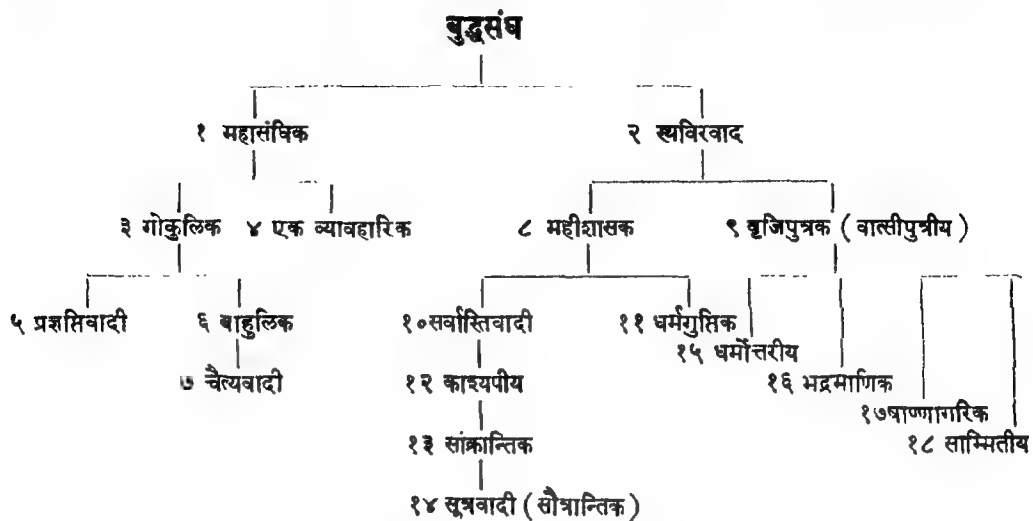 बुद्धसंघ
१ महासंघिक
२ स्थविरवाद
३ गोकुलिक
४ एक व्यावहारिक
८ महीशासक
९ वृजिपुत्रक (वात्सीपुत्रीय)
५ प्रज्ञप्तिवादी
६ बाहुलिक
१० सर्वास्तिवादी
११ धर्मगुप्तिक
१५ धर्मोत्तरीय
७ चैत्यवादी
१२ काश्यपीय
१६ भद्रमाणिक
१७ षाण्णागरिक
१३ सांक्रान्तिक
१८ साम्मितीय
१४ सूत्रवादी (सौत्रान्तिक)